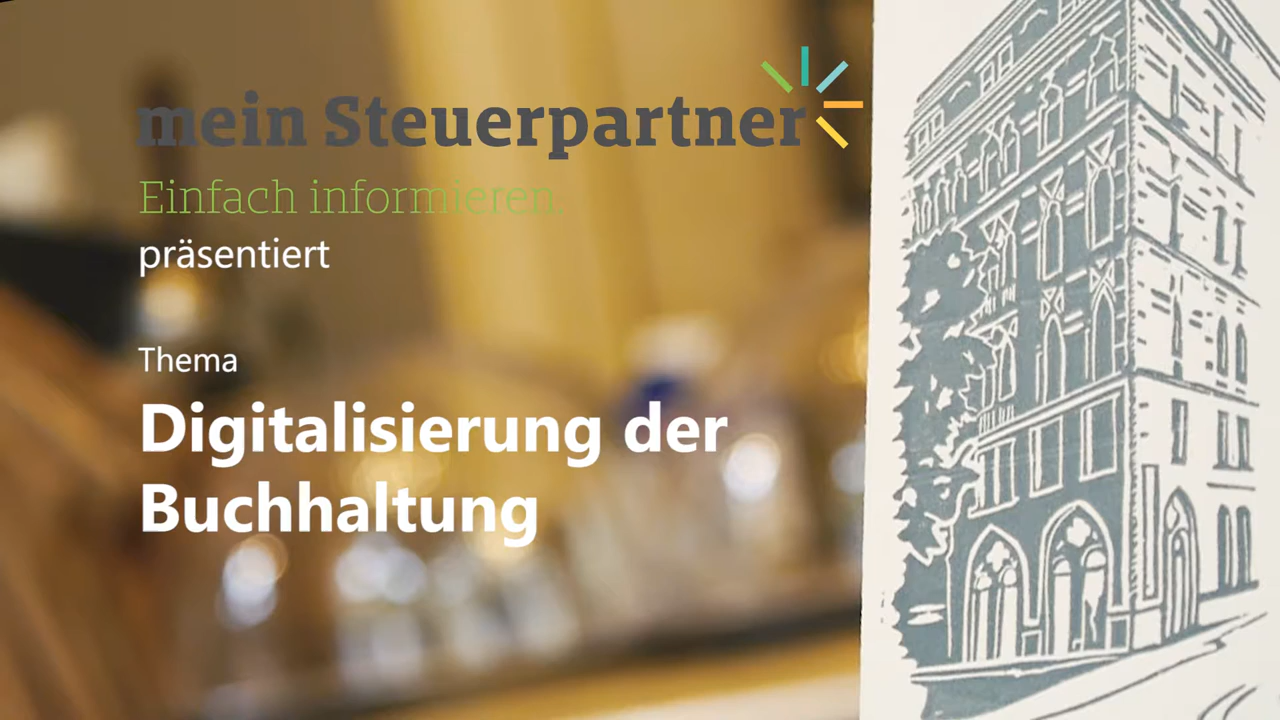 mein Steuerpartner
Einfach informieren.
präsentiert
Thema
Digitalisierung der
Buchhaltung